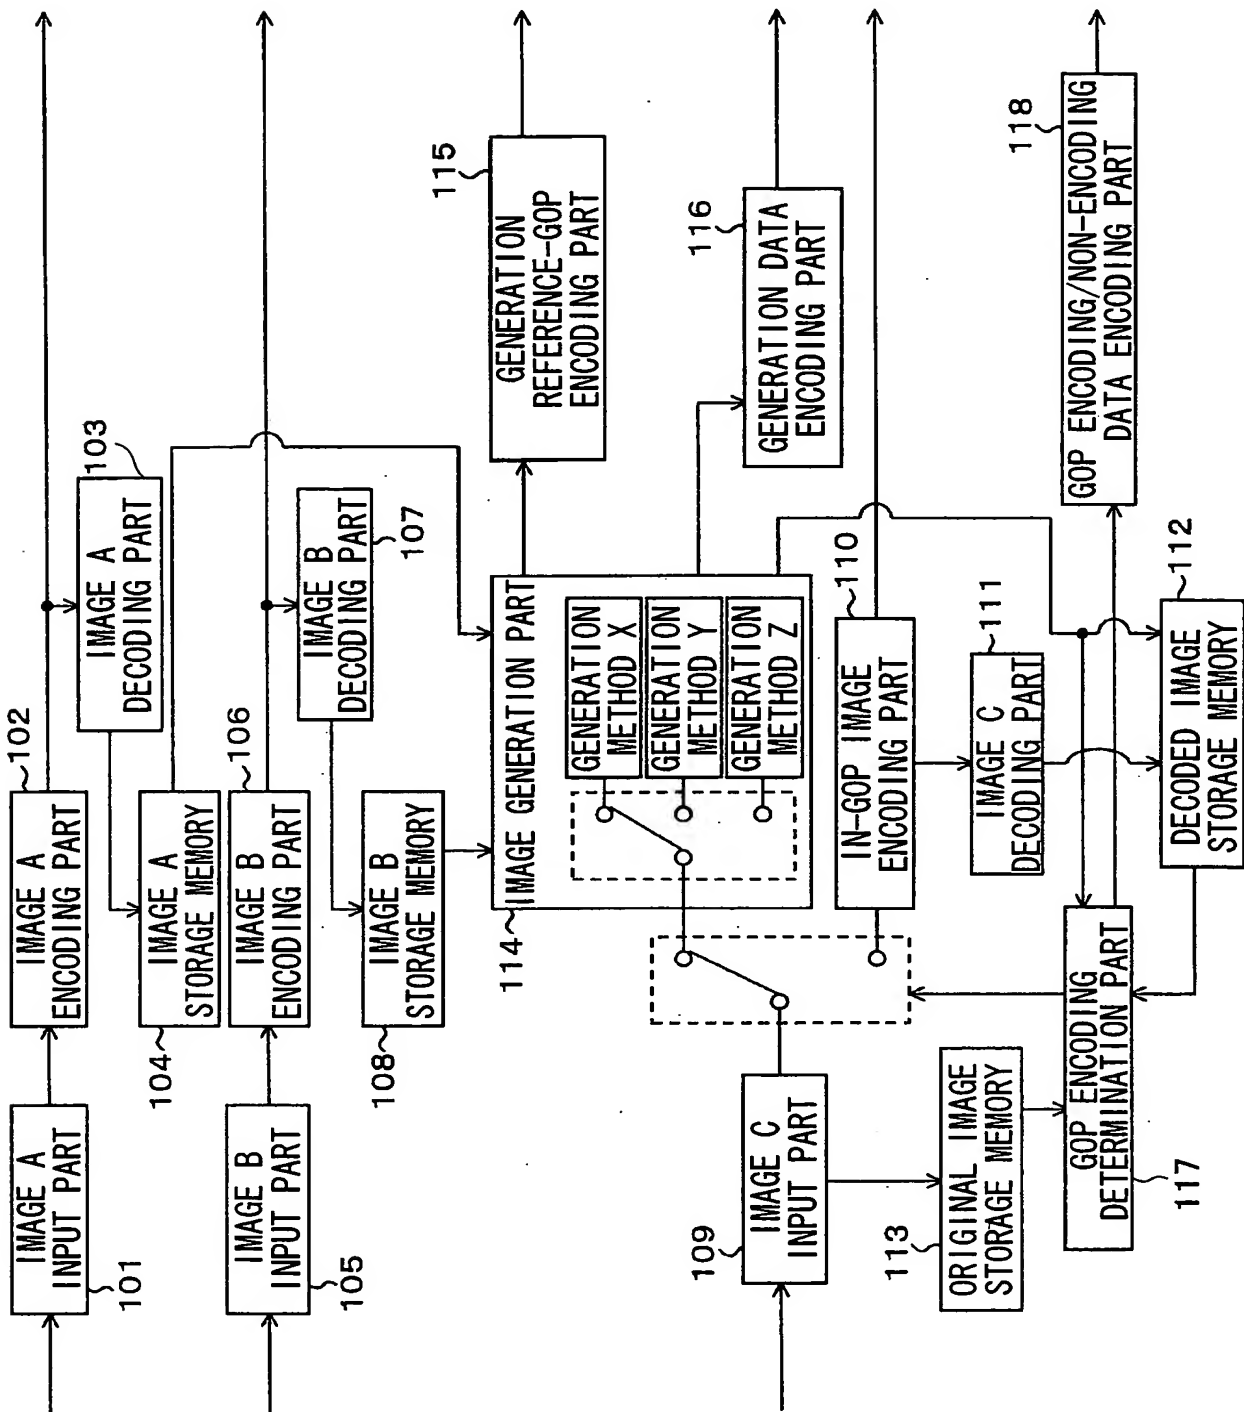 IMAGE A
INPUT PART
101
IMAGE A
ENCODING PART
102
IMAGE A
DECODING PART
103
IMAGE A
STORAGE MEMORY
104
IMAGE B
INPUT PART
105
IMAGE B
ENCODING PART
106
IMAGE B
DECODING PART
107
IMAGE B
STORAGE MEMORY
108
IMAGE GENERATION PART
114
GENERATION
METHOD X
GENERATION
METHOD Y
GENERATION
METHOD Z
GENERATION
REFERENCE-GOP
ENCODING PART
115
GENERATION DATA
ENCODING PART
116
IMAGE C
INPUT PART
109
IN-GOP IMAGE
ENCODING PART
110
IMAGE C
DECODING PART
111
DECODED IMAGE
STORAGE MEMORY
112
ORIGINAL IMAGE
STORAGE MEMORY
113
GOP ENCODING
DETERMINATION PART
117
GOP ENCODING/NON-ENCODING
DATA ENCODING PART
118